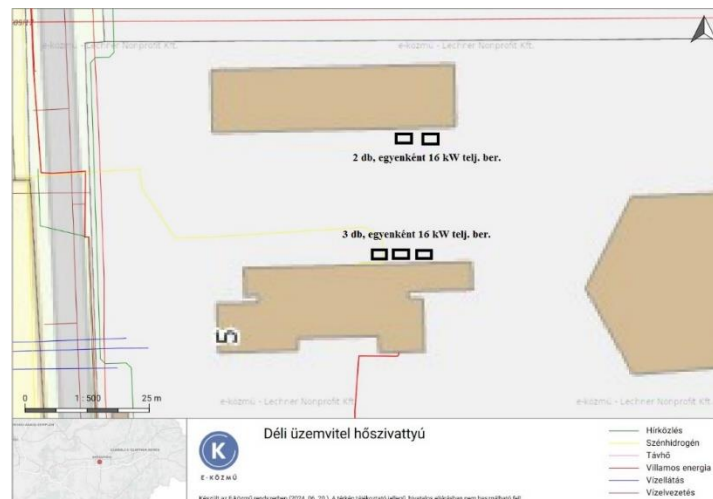 e-közmű - Lechner Nonprofit Kft.
e-közmű - Lechner Nonprofit Kft.
2 db, egyenként 16 kW telj. ber.
3 db, egyenként 16 kW telj. ber.
5
0 1 : 500 25 m
e-közmű - Lechner Nonprofit Kft.
e-közmű - Lechner Nonprofit Kft.
K
E-KÖZMŰ
Déli üzemvitel hőszivattyú
Hírközlés
Szénhidrogén
Távhő
Villamos energia
Vízellátás
Vízelvezetés